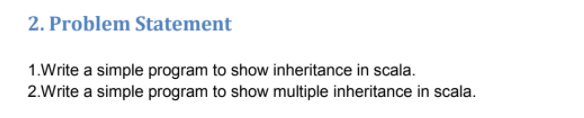 2. Problem Statement
1.Write a simple program to show inheritance in scala.
2.Write a simple program to show multiple inheritance in scala.